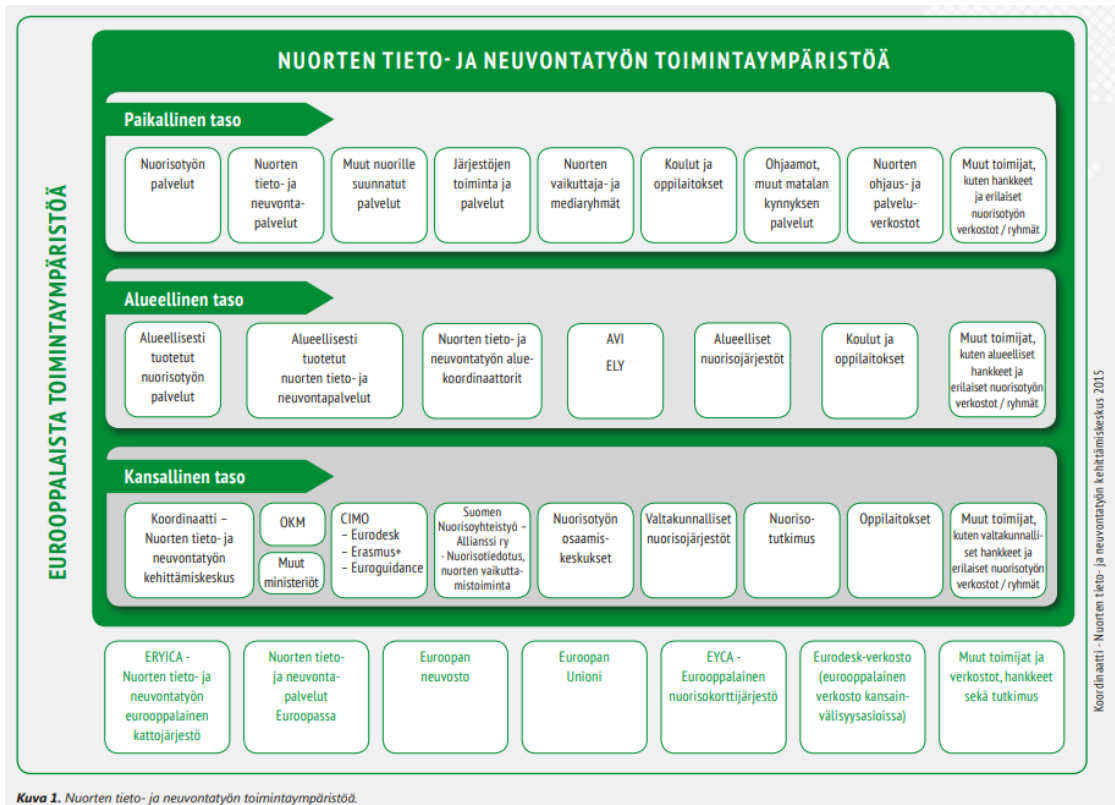 NUORTEN TIETO- JA NEUVONTATYÖN TOIMINTAYMPÄRISTÖÄ
EUROOPPALAISTA TOIMINTAYMPÄRISTÖÄ
Paikallinen taso
Nuorisotyön
palvelut
Nuorten
tieto- ja
neuvonta-
palvelut
Muut nuorille
suunnatut
palvelut
Järjestöjen
toiminta ja
palvelut
Nuorten
vaikuttaja- ja
mediaryhmät
Koulut ja
oppilaitokset
Ohjaamot,
muut matalan
kynnyksen
palvelut
Nuorten
ohjaus- ja
palvelu-
verkostot
Muut toimijat,
kuten hankkeet
ja erilaiset
nuorisotyön
verkostot / ryhmät
Alueellinen taso
Alueellisesti
tuotetut
nuorisotyön
palvelut
Alueellisesti
tuotetut
nuorten tieto- ja
neuvontapalvelut
Nuorten tieto- ja
neuvontatyön alue-
koordinaattorit
AVI
ELY
Alueelliset
nuorisojärjestöt
Koulut ja
oppilaitokset
Muut toimijat,
kuten alueelliset
hankkeet ja
erilaiset nuorisotyön
verkostot / ryhmät
Kansallinen taso
Koordinaatti –
Nuorten tieto- ja
neuvontatyön
kehittämiskeskus
OKM
Muut
ministeriöt
CIMO
– Eurodesk
– Erasmus+
– Euroguidance
Suomen
Nuorisoyhteistyö –
Allianssi ry
- Nuorisotiedotus,
nuorten vaikutta-
mistoiminta
Nuorisotyön
osaamis-
keskukset
Valtakunnalliset
nuorisojärjestöt
Nuoriso-
tutkimus
Oppilaitokset
Muut toimijat,
kuten valtakunnalli-
set hankkeet ja
erilaiset nuorisotyön
verkostot / ryhmät
ERYICA -
Nuorten tieto- ja
neuvontatyön
eurooppalainen
kattojärjestö
Nuorten tieto-
ja neuvonta-
palvelut
Euroopassa
Euroopan
neuvosto
Euroopan
Unioni
EYCA -
Eurooppalainen
nuorisokorttijärjestö
Eurodesk-verkosto
(eurooppalainen
verkosto kansain-
välisyysasioissa)
Muut toimijat ja
verkostot, hankkeet
sekä tutkimus
Koordinaatti - Nuorten tieto- ja neuvontatyön kehittämiskeskus 2015
Kuva 1. Nuorten tieto- ja neuvontatyön toimintaympäristöä.